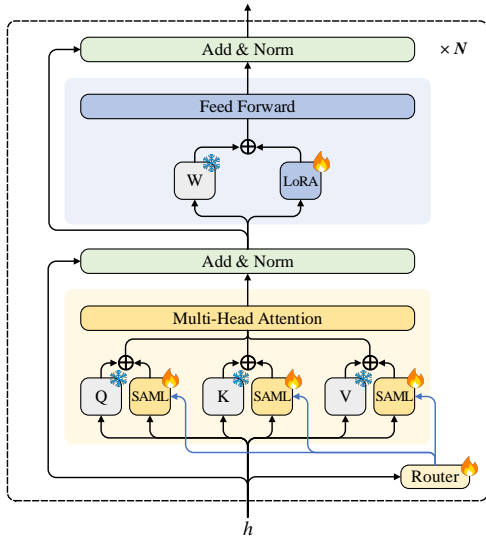 Add & Norm
× N
Feed Forward
W
LoRA
Add & Norm
Multi-Head Attention
Q
SAML
K
SAML
V
SAML
Router
h